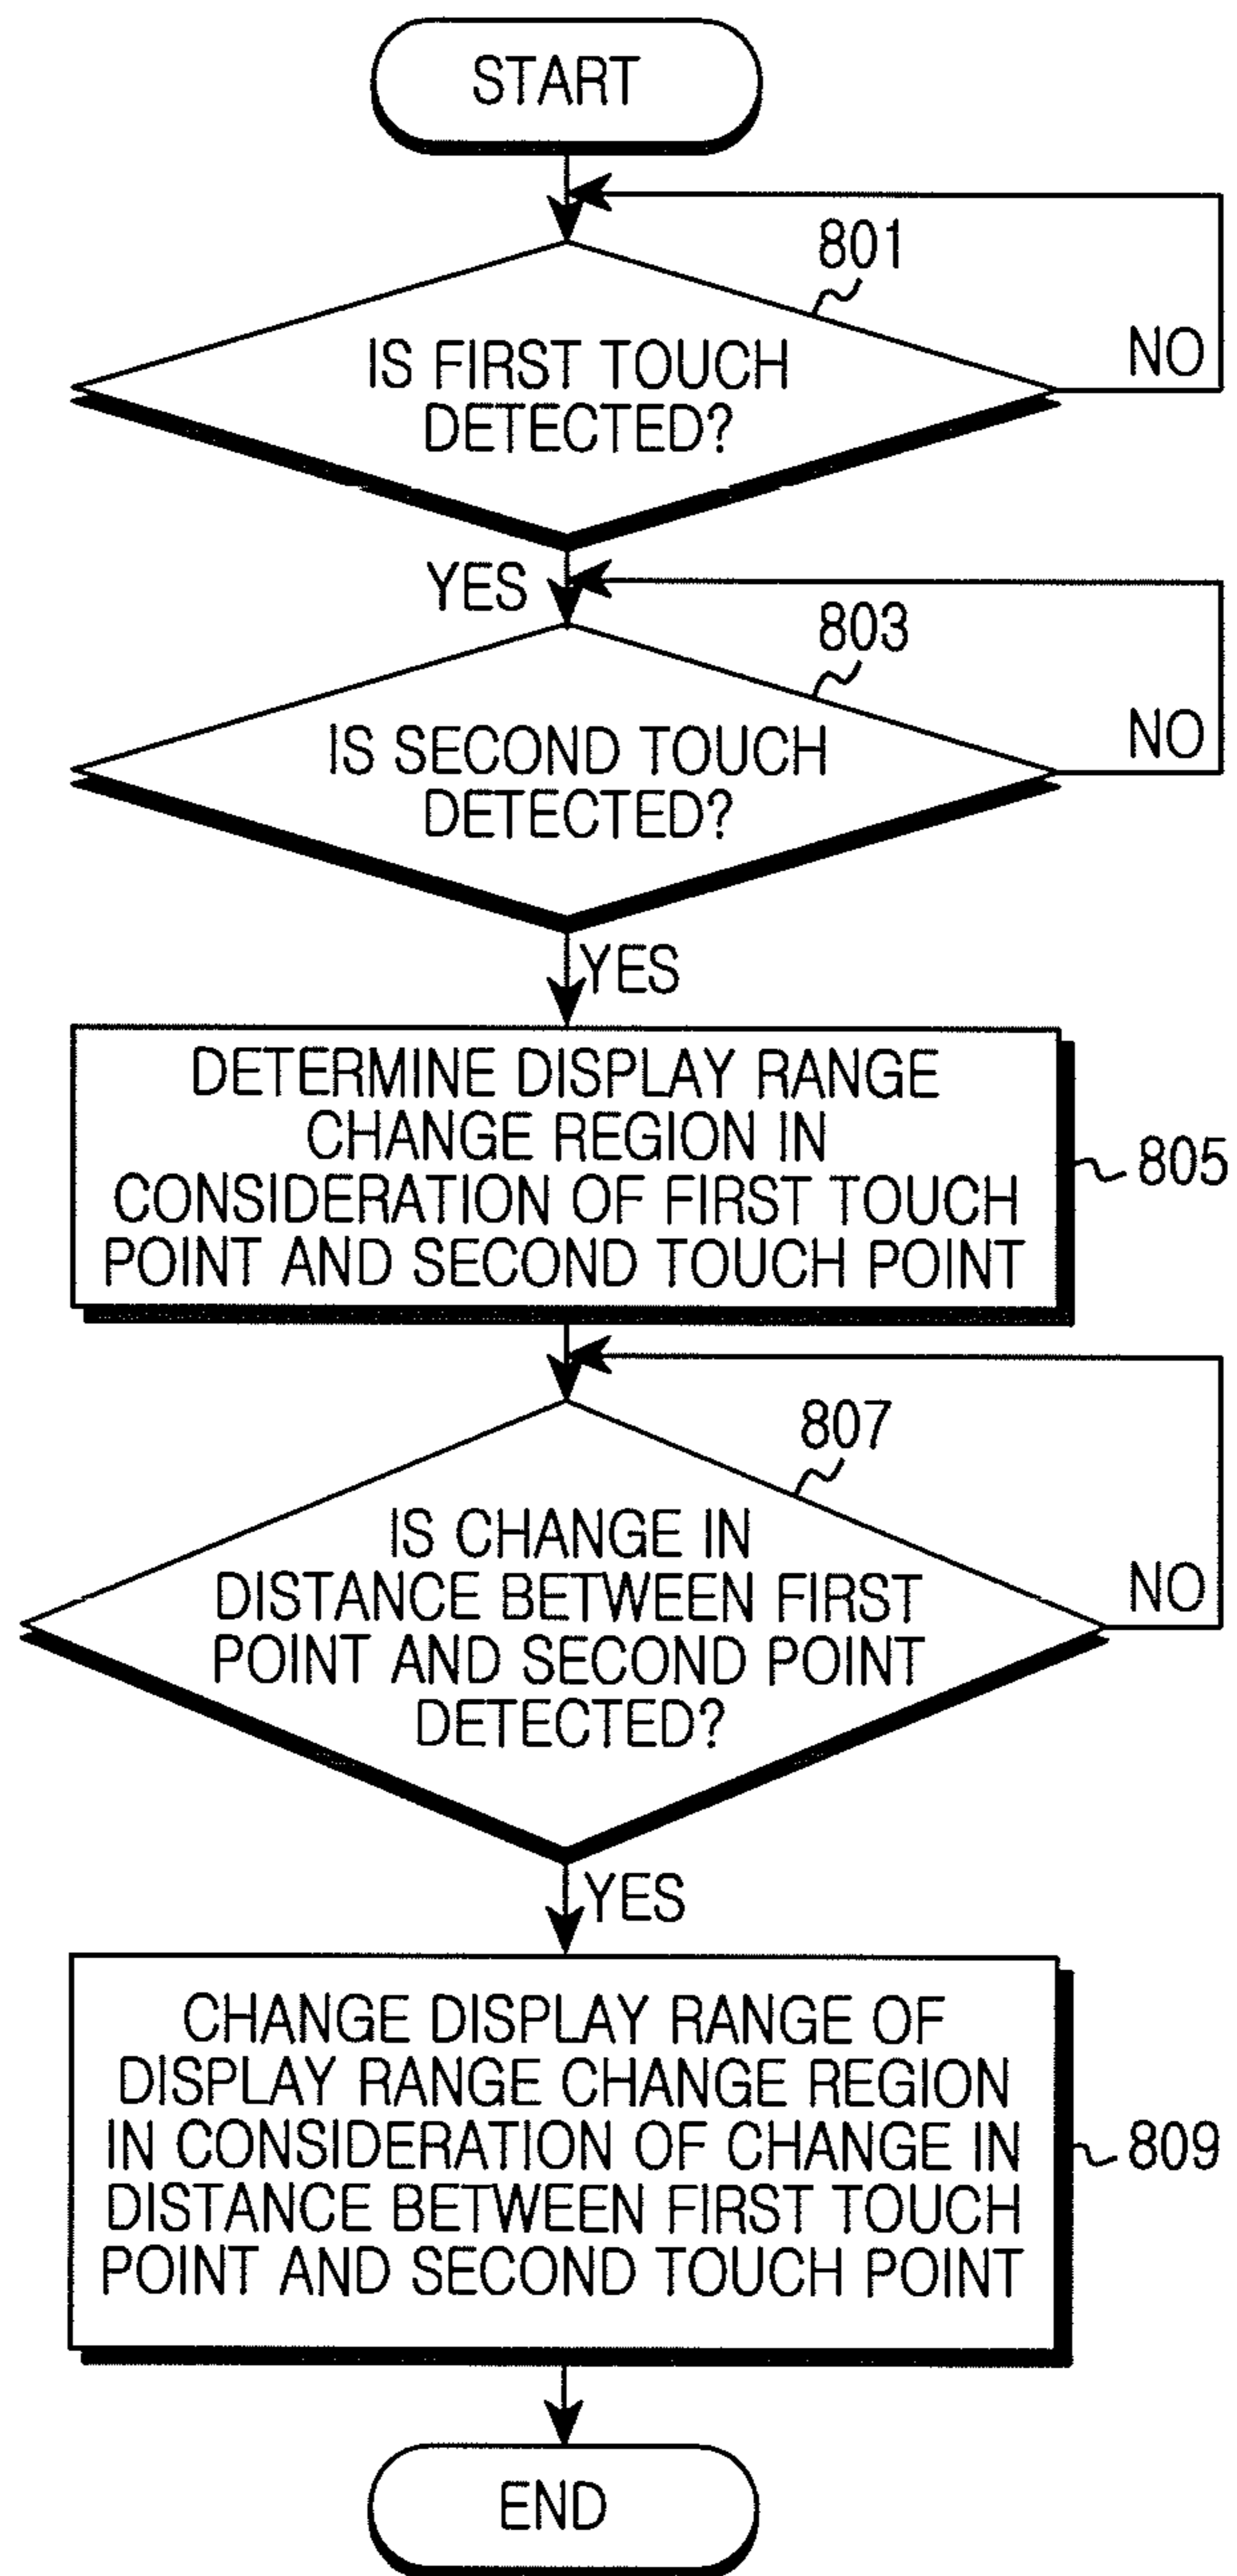 START
801
IS FIRST TOUCH
DETECTED?
NO
YES
803
IS SECOND TOUCH
DETECTED?
NO
YES
DETERMINE DISPLAY RANGE
CHANGE REGION IN
CONSIDERATION OF FIRST TOUCH
POINT AND SECOND TOUCH POINT
805
807
IS CHANGE IN
DISTANCE BETWEEN FIRST
POINT AND SECOND POINT
DETECTED?
NO
YES
CHANGE DISPLAY RANGE OF
DISPLAY RANGE CHANGE REGION
IN CONSIDERATION OF CHANGE IN
DISTANCE BETWEEN FIRST TOUCH
POINT AND SECOND TOUCH POINT
809
END